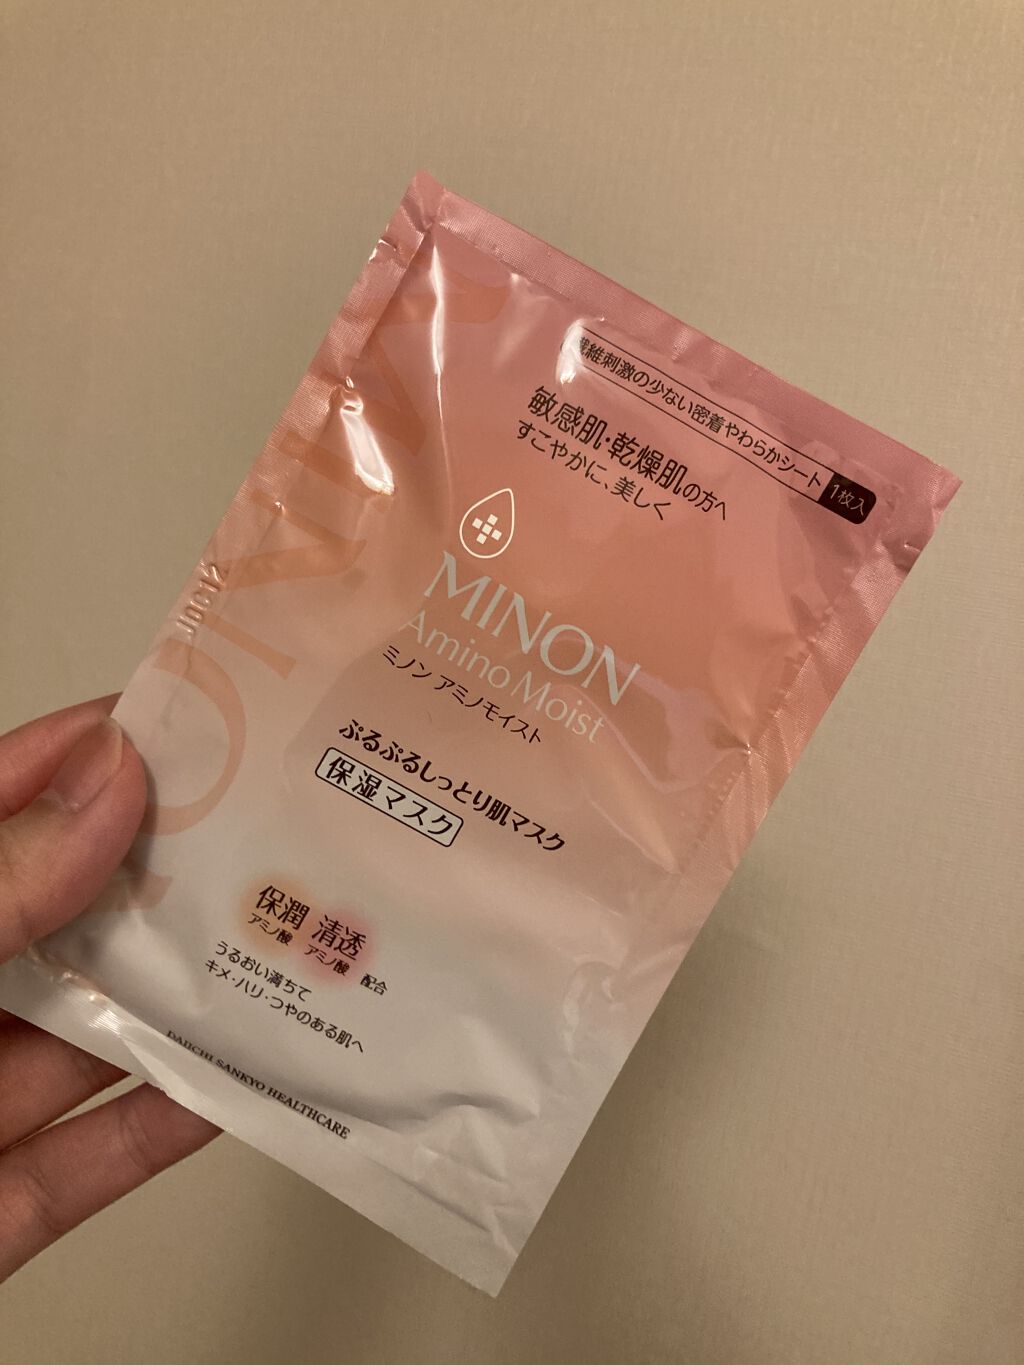 繊維刺激の少ない密着やわらかシート 1枚入
敏感肌・乾燥肌の方へ
すこやかに、美しく
MINON
Amino Moist
ミノン アミノモイスト
ぷるぷるしっとり肌マスク
保湿マスク
保潤 清透
アミノ酸 アミノ酸 配合
うるおい満ちて
キメ・ハリ・つやのある肌へ
DAIICHI SANKYO HEALTHCARE
MINON